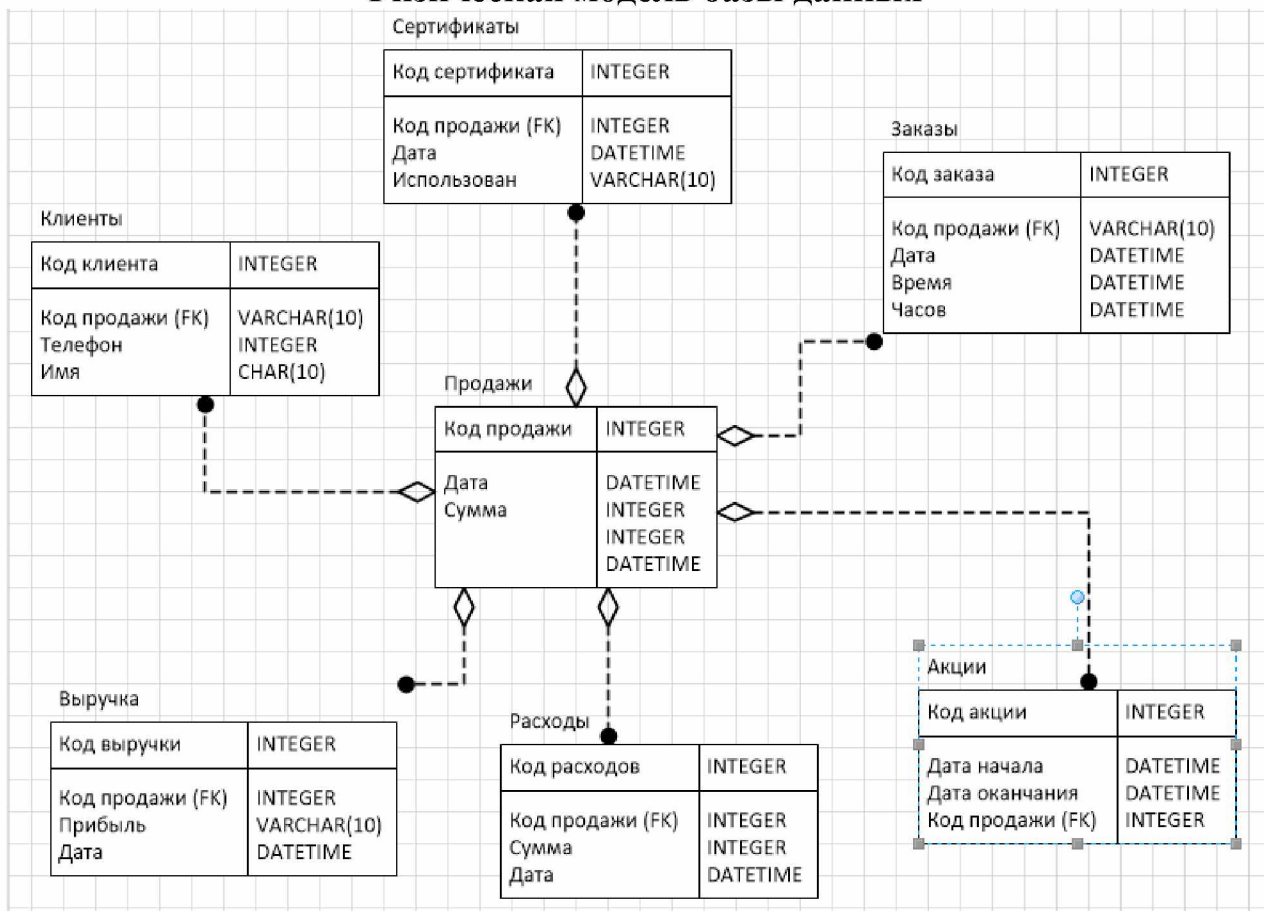 Сертификаты
Код сертификата INTEGER
Код продажи (FK) INTEGER
Дата DATETIME
Использован VARCHAR(10)
Заказы
Код заказа INTEGER
Код продажи (FK) VARCHAR(10)
Дата DATETIME
Время DATETIME
Часов DATETIME
Клиенты
Код клиента INTEGER
Код продажи (FK) VARCHAR(10)
Телефон INTEGER
Имя CHAR(10)
Продажи
Код продажи INTEGER
Дата DATETIME
Сумма INTEGER
INTEGER
DATETIME
Выручка
Код выручки INTEGER
Код продажи (FK) INTEGER
Прибыль VARCHAR(10)
Дата DATETIME
Расходы
Код расходов INTEGER
Код продажи (FK) INTEGER
Сумма INTEGER
Дата DATETIME
Акции
Код акции INTEGER
Дата начала DATETIME
Дата оканчания DATETIME
Код продажи (FK) INTEGER